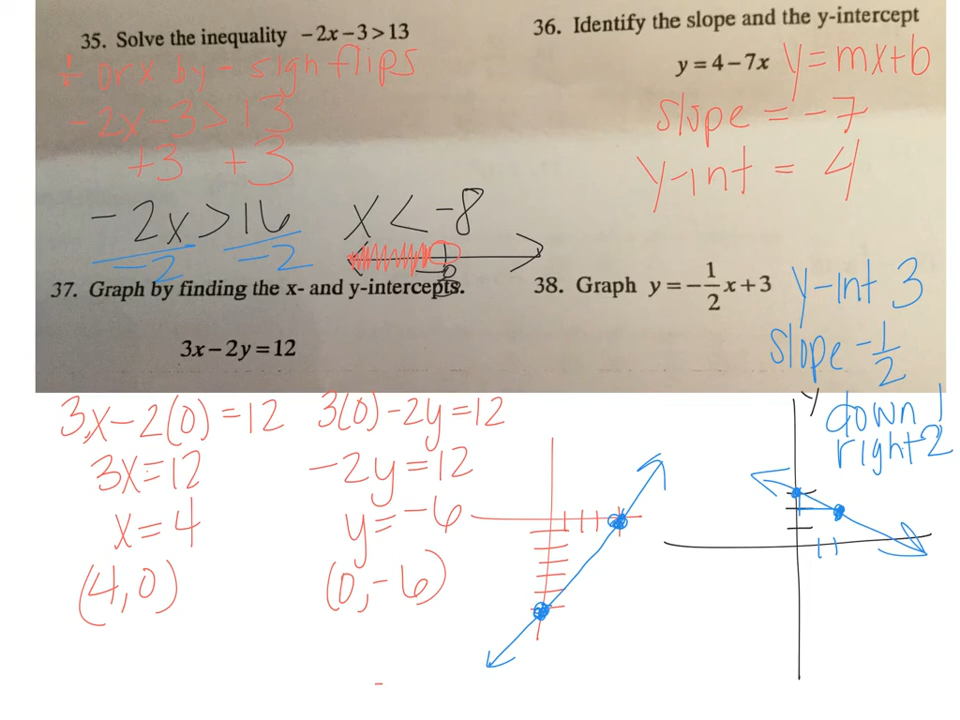 35. Solve the inequality -2x-3>13
÷ or x by - sign flips
-2x-3>13
+3 +3
-2x>16 x<-8
-2 -2
36. Identify the slope and the y-intercept
y=4-7x y=mx+b
slope = -7
y-int = 4
37. Graph by finding the x- and y-intercepts.
3x-2y=12
3x-2(0)=12 3(0)-2y=12
3x=12 -2y=12
x=4 y=-6
(4,0) (0,-6)
38. Graph y=-1/2x+3 y-int 3
slope -1/2
y down 1
right 2